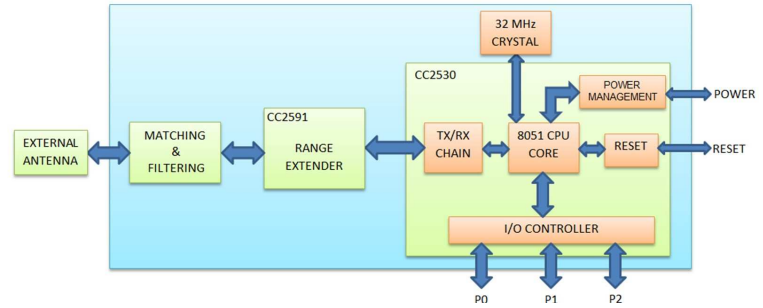 32 MHz
CRYSTAL
CC2530
POWER
MANAGEMENT
POWER
CC2591
EXTERNAL
ANTENNA
MATCHING
&
FILTERING
RANGE
EXTENDER
TX/RX
CHAIN
8051 CPU
CORE
RESET
RESET
I/O CONTROLLER
P0
P1
P2